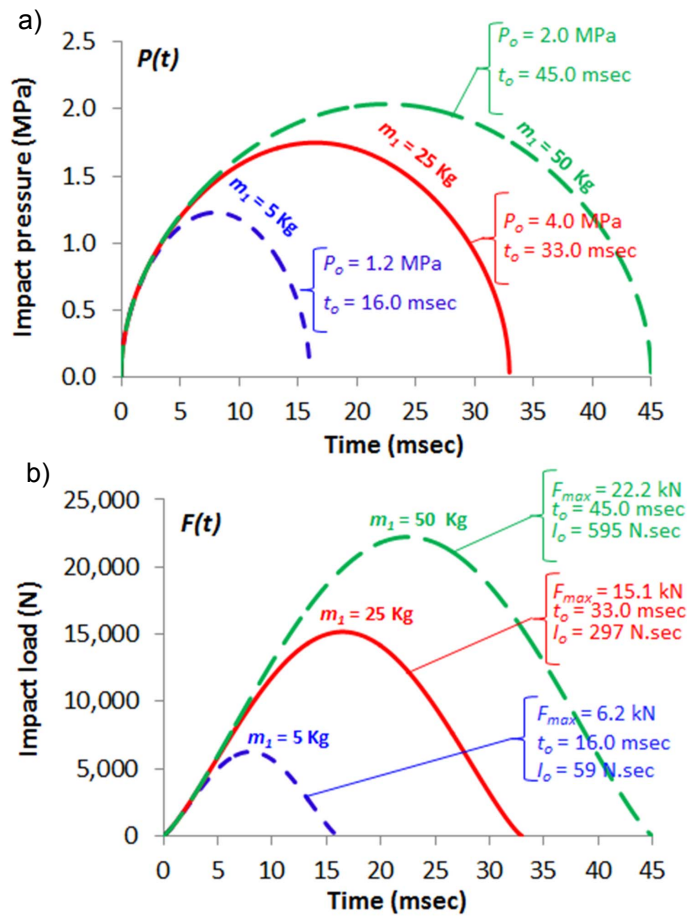 a)
P(t)
Impact pressure (MPa)
2.5
2.0
1.5
1.0
0.5
0.0
Pₒ = 2.0 MPa
tₒ = 45.0 msec
m₁ = 50 Kg
m₁ = 25 Kg
m₁ = 5 Kg
Pₒ = 4.0 MPa
tₒ = 33.0 msec
Pₒ = 1.2 MPa
tₒ = 16.0 msec
0 5 10 15 20 25 30 35 40 45
Time (msec)
b)
F(t)
Impact load (N)
25,000
20,000
15,000
10,000
5,000
0
m₁ = 50 Kg
Fmax = 22.2 kN
tₒ = 45.0 msec
Iₒ = 595 N.sec
m₁ = 25 Kg
Fmax = 15.1 kN
tₒ = 33.0 msec
Iₒ = 297 N.sec
m₁ = 5 Kg
Fmax = 6.2 kN
tₒ = 16.0 msec
Iₒ = 59 N.sec
0 5 10 15 20 25 30 35 40 45
Time (msec)